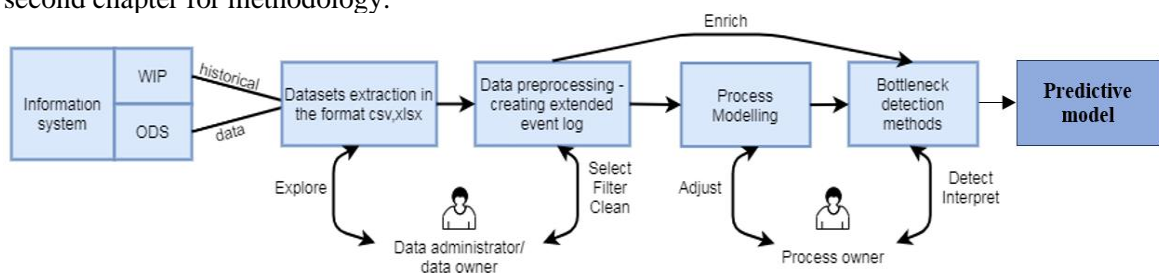 second chapter for methodology.
Enrich
Information
system
WIP
ODS
historical
data
Datasets extraction in
the format csv,xlsx
Data preprocessing -
creating extended
event log
Process
Modelling
Bottleneck
detection
methods
Predictive
model
Explore
Select
Filter
Clean
Adjust
Detect
Interpret
Data administrator/
data owner
Process owner